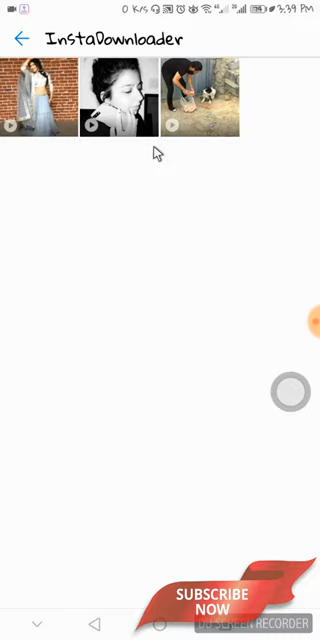 0 K/s 3:39 PM
InstaDownloader
SUBSCRIBE
NOW
DU SCREEN RECORDER